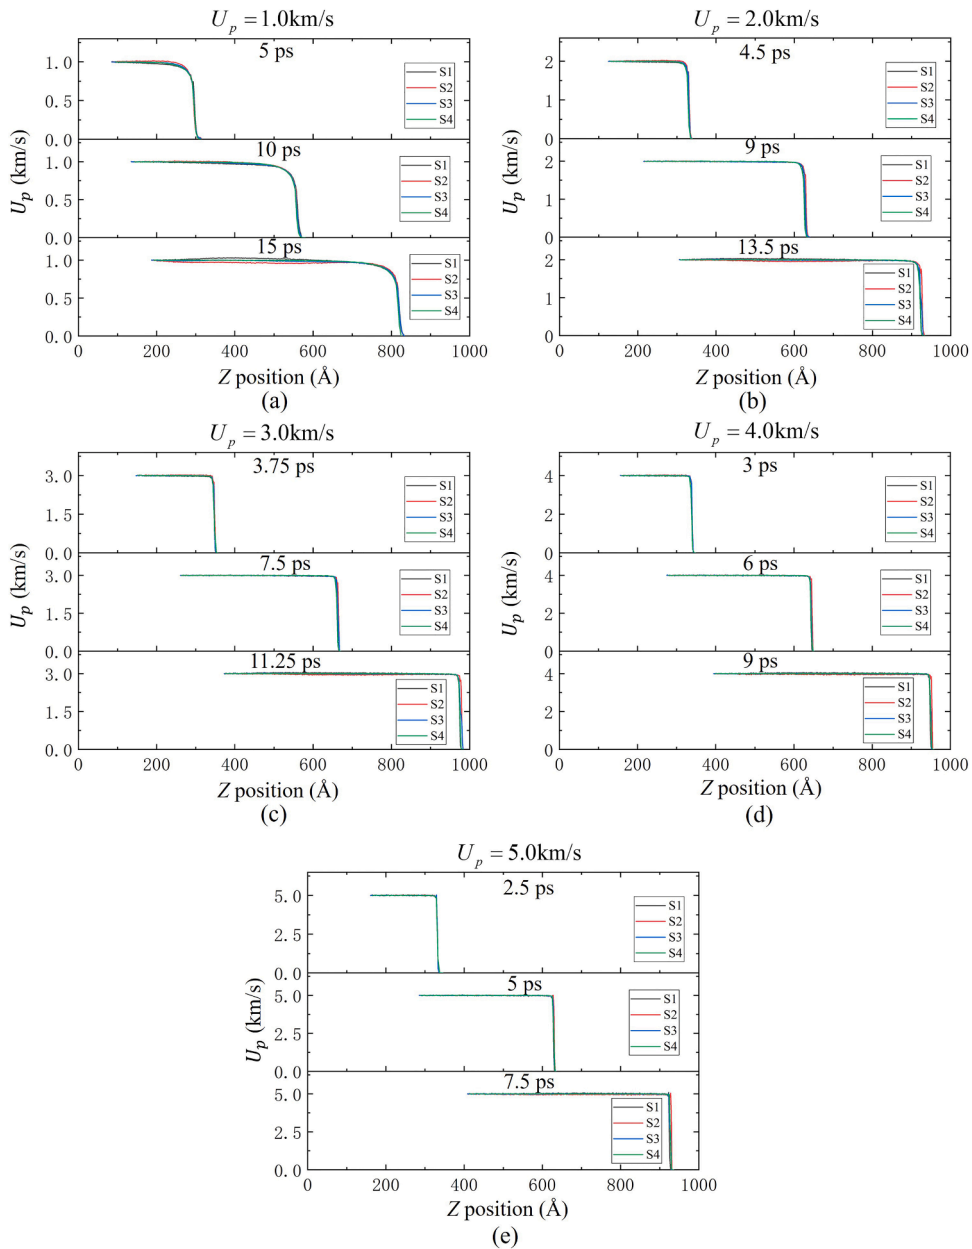 U_p = 1.0km/s
5 ps
1.0
0.5
0.0
S1
S2
S3
S4
10 ps
1.0
0.5
0.0
S1
S2
S3
S4
15 ps
1.0
0.5
0.0
S1
S2
S3
S4
U_p (km/s)
0 200 400 600 800 1000
Z position (Å)
(a)
U_p = 2.0km/s
4.5 ps
2
1
0
S1
S2
S3
S4
9 ps
2
1
0
S1
S2
S3
S4
13.5 ps
2
1
0
S1
S2
S3
S4
U_p (km/s)
0 200 400 600 800 1000
Z position (Å)
(b)
U_p = 3.0km/s
3.75 ps
3.0
1.5
0.0
S1
S2
S3
S4
7.5 ps
3.0
1.5
0.0
S1
S2
S3
S4
11.25 ps
3.0
1.5
0.0
S1
S2
S3
S4
U_p (km/s)
0 200 400 600 800 1000
Z position (Å)
(c)
U_p = 4.0km/s
3 ps
4
2
0
S1
S2
S3
S4
6 ps
4
2
0
S1
S2
S3
S4
9 ps
4
2
0
S1
S2
S3
S4
U_p (km/s)
0 200 400 600 800 1000
Z position (Å)
(d)
U_p = 5.0km/s
2.5 ps
5.0
2.5
0.0
S1
S2
S3
S4
5 ps
5.0
2.5
0.0
S1
S2
S3
S4
7.5 ps
5.0
2.5
0.0
S1
S2
S3
S4
U_p (km/s)
0 200 400 600 800 1000
Z position (Å)
(e)